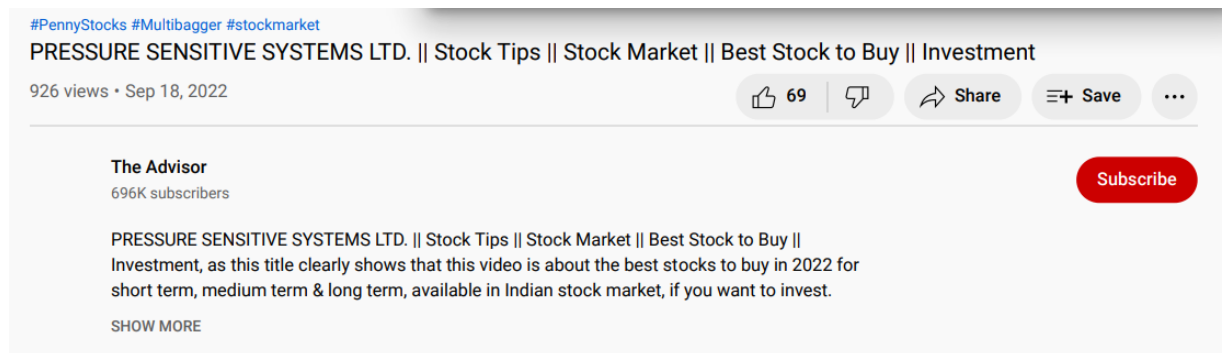 #PennyStocks #Multibagger #stockmarket
PRESSURE SENSITIVE SYSTEMS LTD. || Stock Tips || Stock Market || Best Stock to Buy || Investment
926 views • Sep 18, 2022
69
Share
Save
The Advisor
696K subscribers
Subscribe
PRESSURE SENSITIVE SYSTEMS LTD. || Stock Tips || Stock Market || Best Stock to Buy ||
Investment, as this title clearly shows that this video is about the best stocks to buy in 2022 for
short term, medium term & long term, available in Indian stock market, if you want to invest.
SHOW MORE